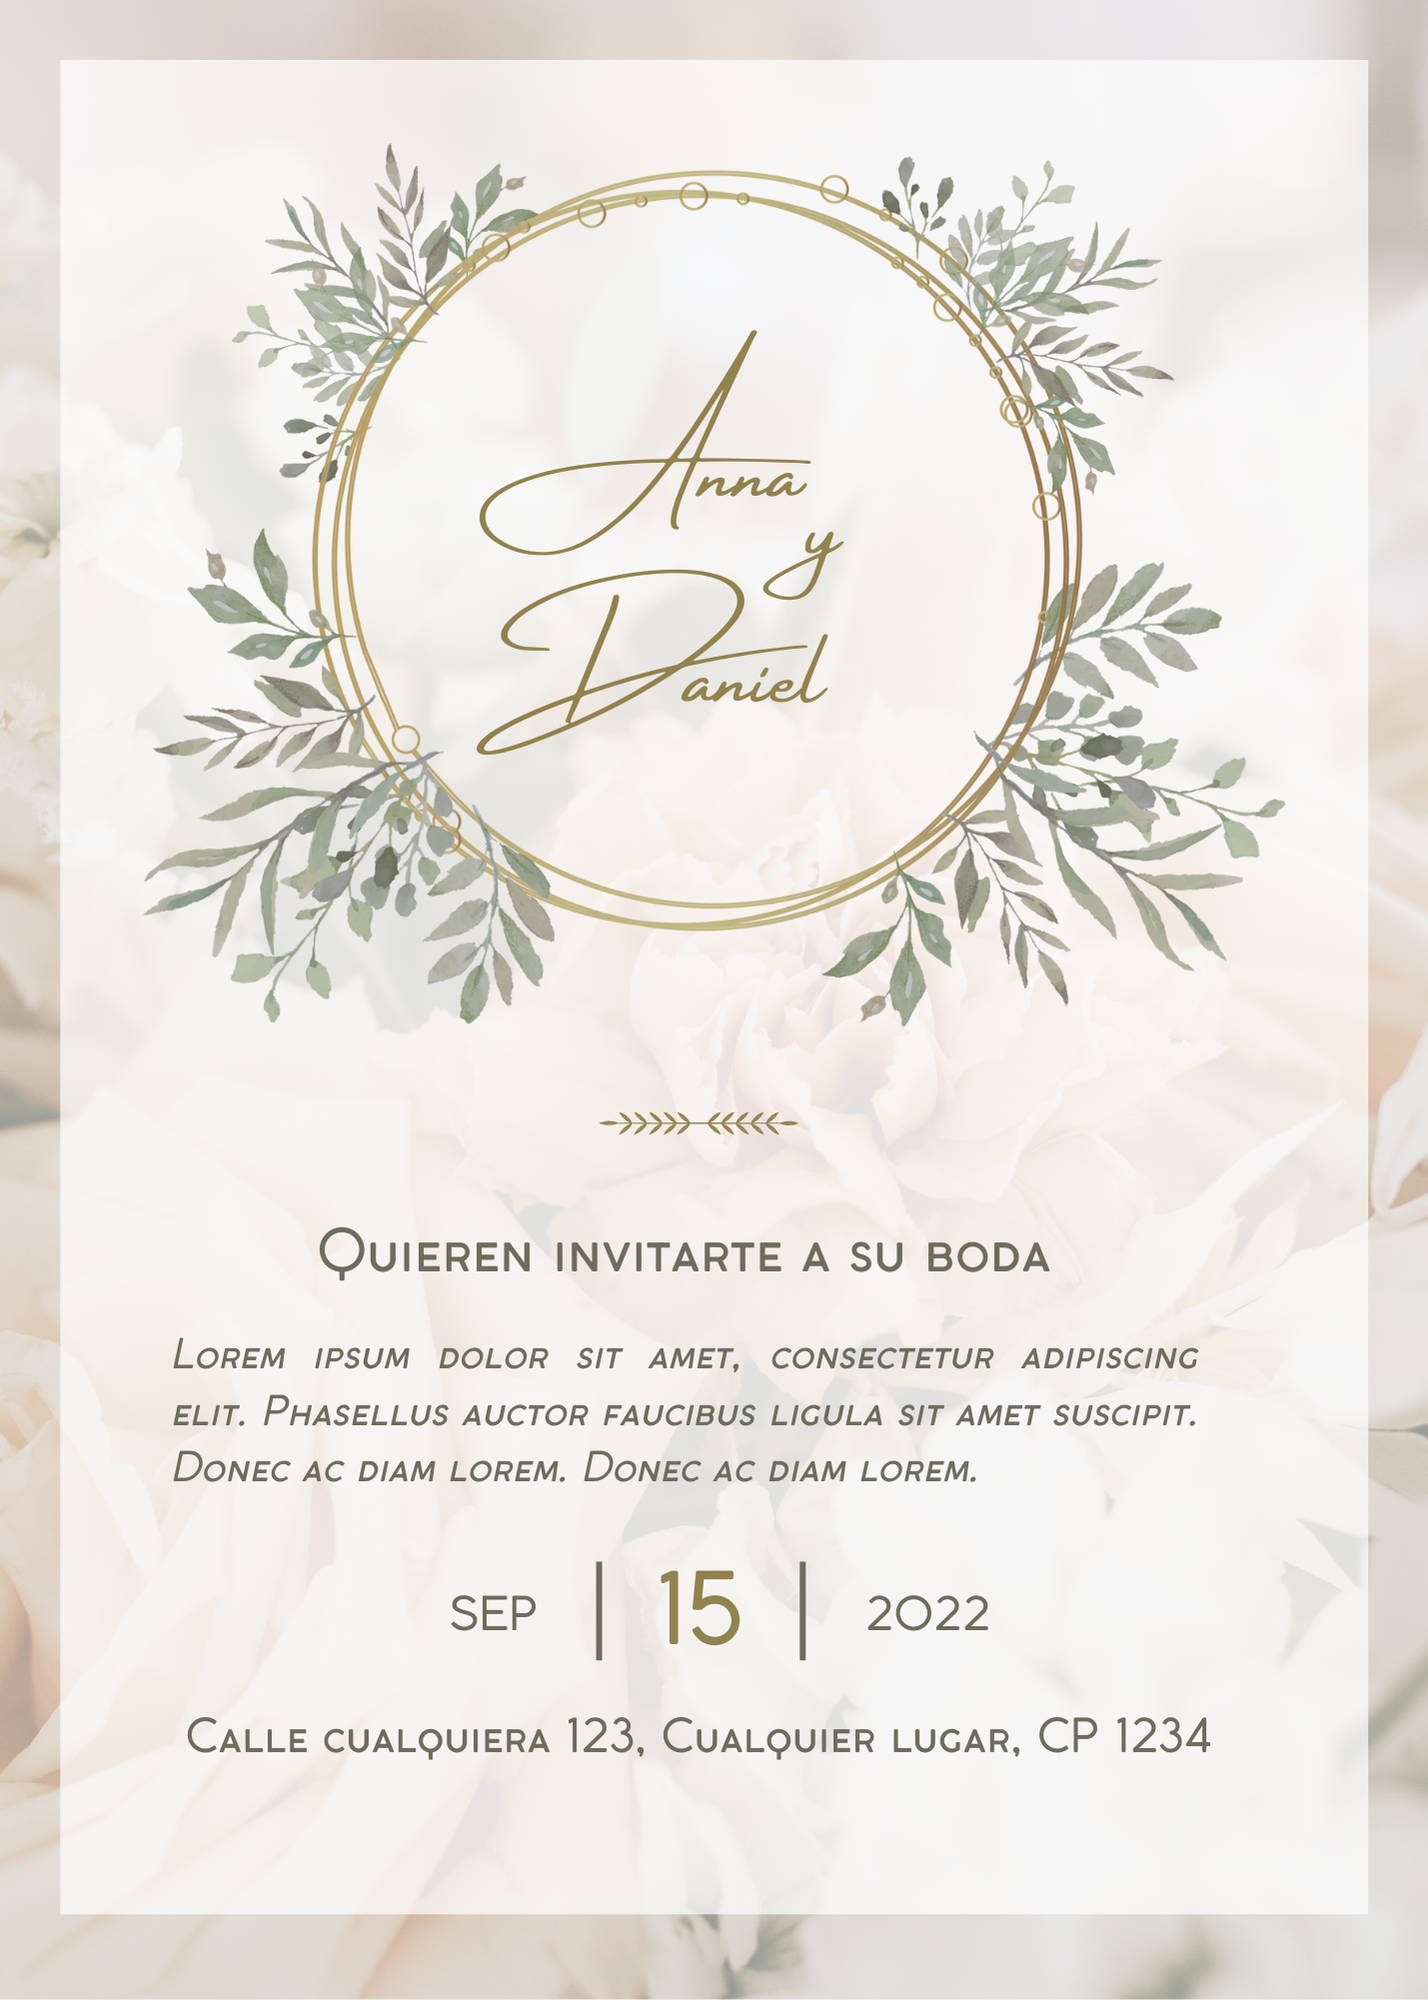 Anna
y
Daniel
Quieren invitarte a su boda
Lorem ipsum dolor sit amet, consectetur adipiscing
elit. Phasellus auctor faucibus ligula sit amet suscipit.
Donec ac diam lorem. Donec ac diam lorem.
SEP | 15 | 2022
Calle cualquiera 123, Cualquier lugar, CP 1234